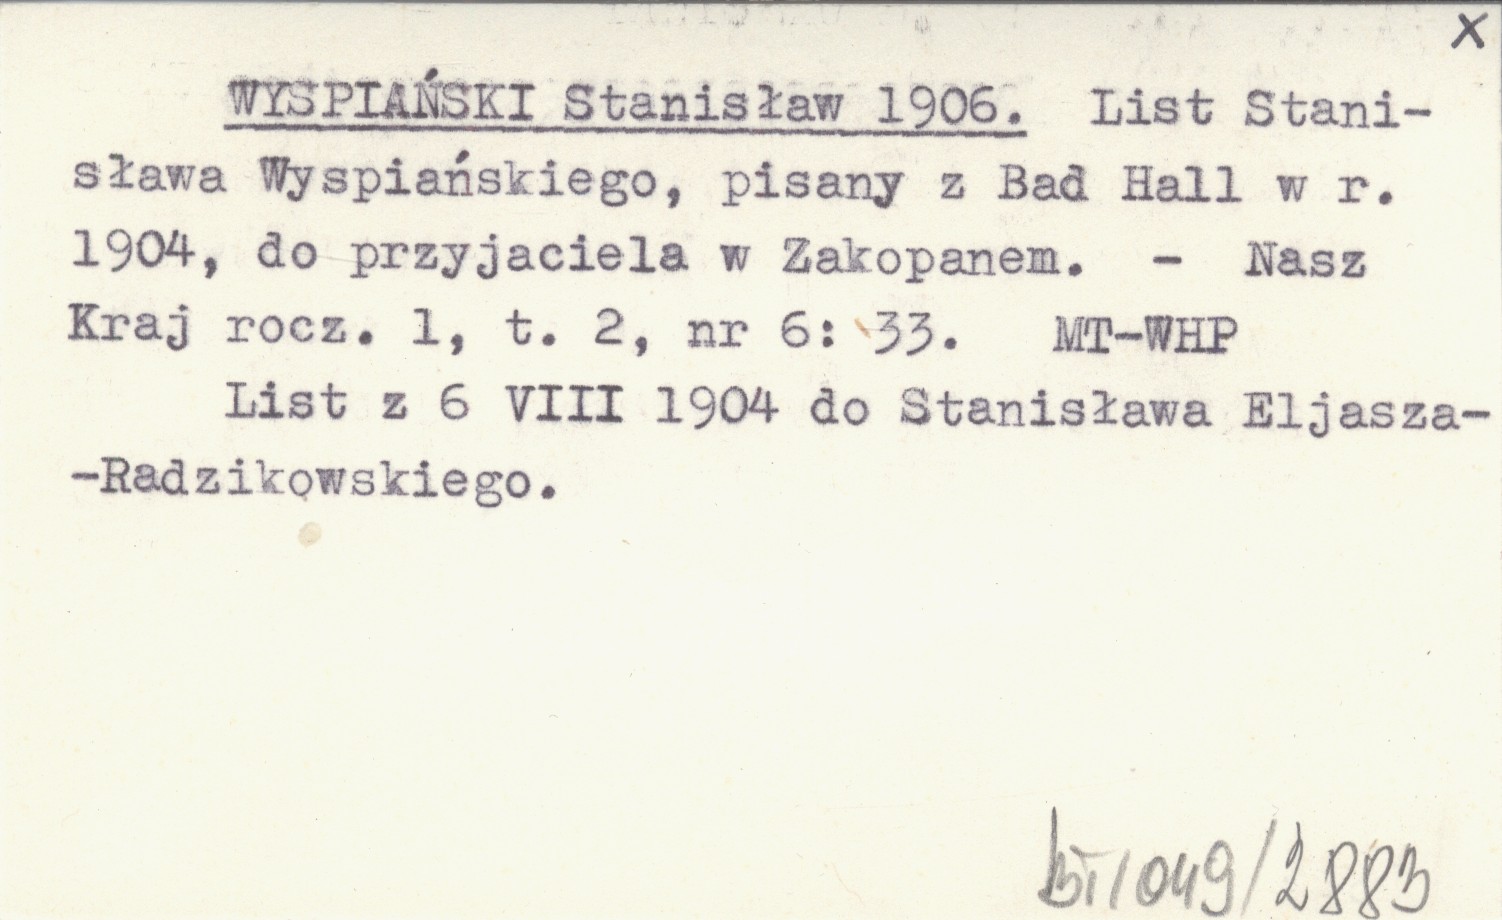 x
WYSPIAŃSKI Stanisław 1906. List Stani-
sława Wyspiańskiego, pisany z Bad Hall w r.
1904, do przyjaciela w Zakopanem. - Nasz
Kraj rocz. 1, t. 2, nr 6: 33. MT-WHP
List z 6 VIII 1904 do Stanisława Eljasza-
-Radzikowskiego.
/049/2883